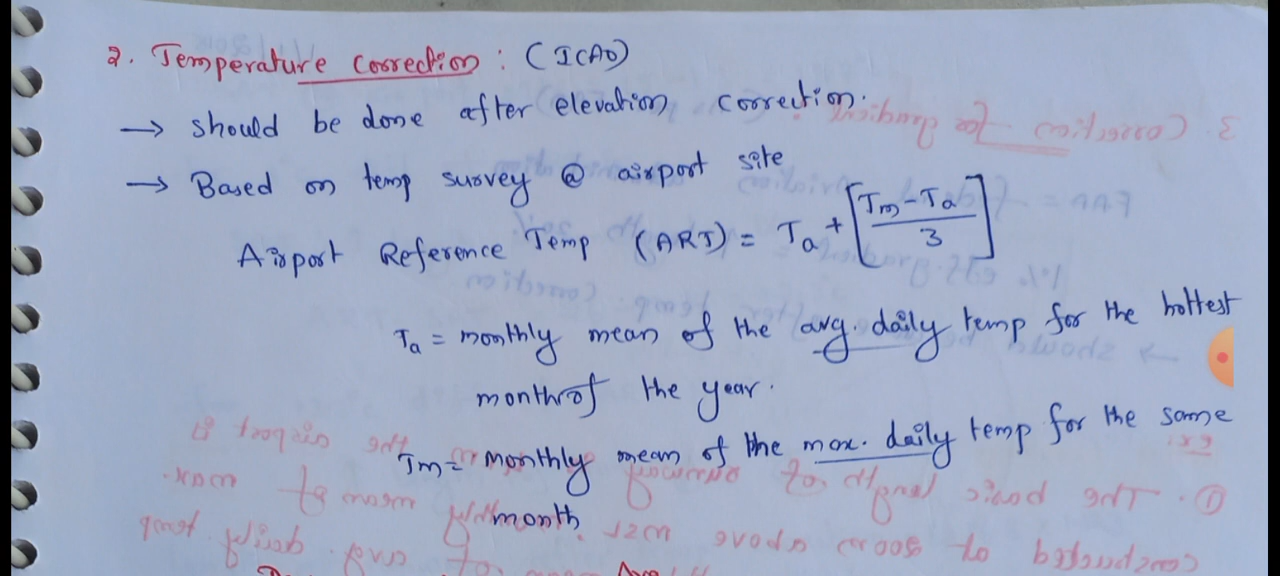 2. Temperature correction : (ICAO)
→ should be done after elevation correction.
→ Based on temp survey @ airport site
Airport Reference Temp (ART) = Ta + [(Tm - Ta)/3]
Ta = monthly mean of the avg. daily temp for the hottest
month of the year.
Tm = monthly mean of the max. daily temp for the same
month.